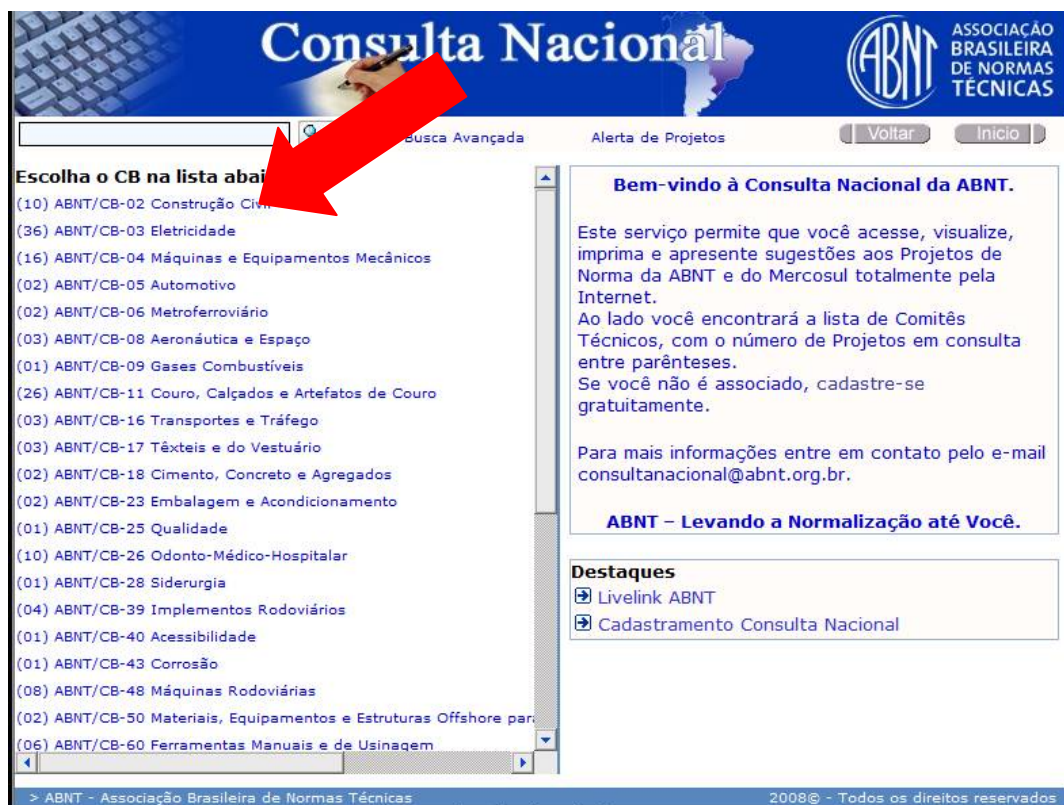 Consulta Nacional
ABNT
ASSOCIAÇÃO
BRASILEIRA
DE NORMAS
TÉCNICAS
Busca Avançada
Alerta de Projetos
Voltar
Inicio
Escolha o CB na lista
(10) ABNT/CB-02 Construção Civil
(36) ABNT/CB-03 Eletricidade
(16) ABNT/CB-04 Máquinas e Equipamentos Mecânicos
(02) ABNT/CB-05 Automotivo
(02) ABNT/CB-06 Metroferroviário
(03) ABNT/CB-08 Aeronáutica e Espaço
(01) ABNT/CB-09 Gases Combustíveis
(26) ABNT/CB-11 Couro, Calçados e Artefatos de Couro
(03) ABNT/CB-16 Transportes e Tráfego
(03) ABNT/CB-17 Têxteis e do Vestuário
(02) ABNT/CB-18 Cimento, Concreto e Agregados
(02) ABNT/CB-23 Embalagem e Acondicionamento
(01) ABNT/CB-25 Qualidade
(10) ABNT/CB-26 Odonto-Médico-Hospitalar
(01) ABNT/CB-28 Siderurgia
(04) ABNT/CB-39 Implementos Rodoviários
(01) ABNT/CB-40 Acessibilidade
(01) ABNT/CB-43 Corrosão
(08) ABNT/CB-48 Máquinas Rodoviárias
(02) ABNT/CB-50 Materiais, Equipamentos e Estruturas Offshore
(06) ABNT/CB-60 Ferramentas Manuais e de Usinagem
Bem-vindo à Consulta Nacional da ABNT.
Este serviço permite que você acesse, visualize,
imprima e apresente sugestões aos Projetos de
Norma da ABNT e do Mercosul totalmente pela
Internet.
Ao lado você encontrará a lista de Comitês
Técnicos, com o número de Projetos em consulta
entre parênteses.
Se você não é associado, cadastre-se
gratuitamente.
Para mais informações entre em contato pelo e-mail
consultanacional@abnt.org.br.
ABNT – Levando a Normalização até Você.
Destaques
Livelink ABNT
Cadastramento Consulta Nacional
> ABNT - Associação Brasileira de Normas Técnicas
2008© - Todos os direitos reservados